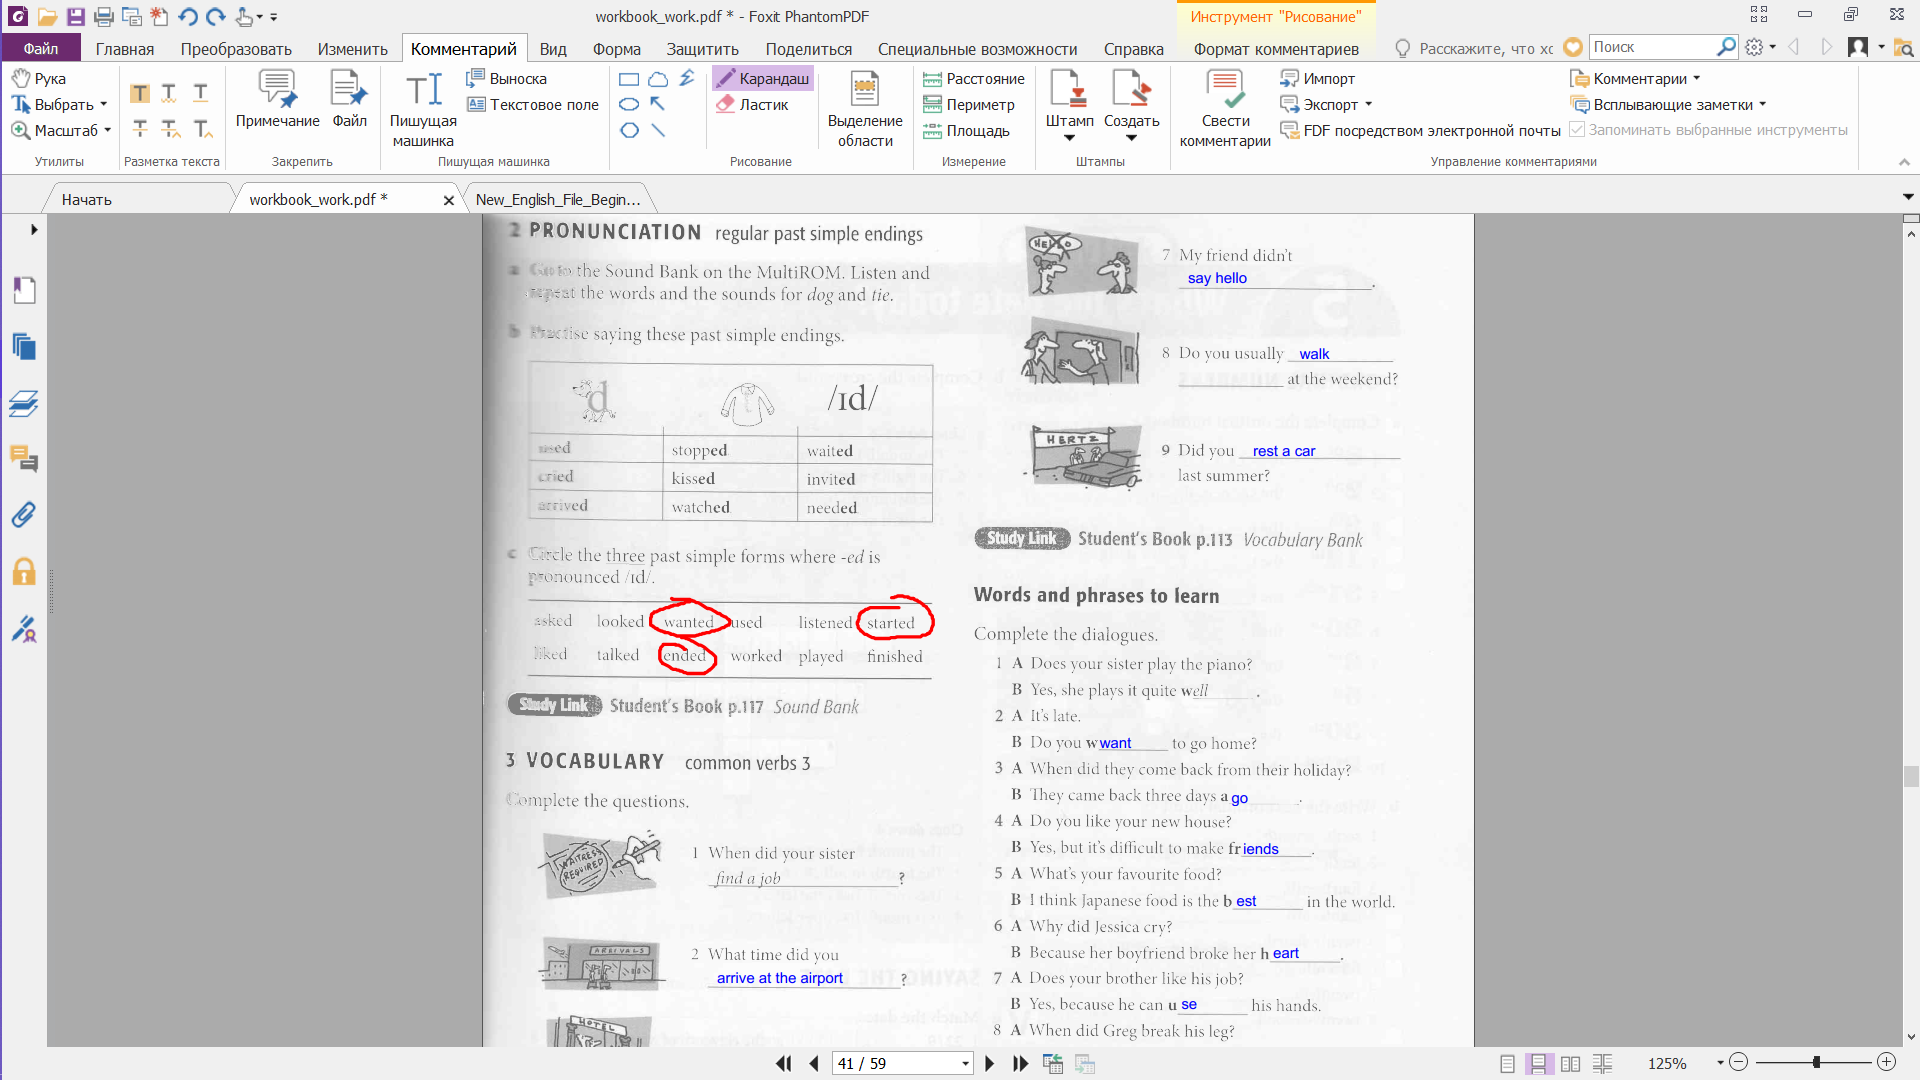 workbook_work.pdf * - Foxit PhantomPDF
Инструмент "Рисование"
Файл
Главная
Преобразовать
Изменить
Комментарий
Вид
Форма
Защитить
Поделиться
Специальные возможности
Справка
Формат комментариев
Расскажите, что хс
Поиск
Рука
Выбрать
Масштаб
Утилиты
Разметка текста
Примечание
Файл
Закрепить
Пишущая машинка
Выноска
Текстовое поле
Пишущая машинка
Карандаш
Ластик
Рисование
Выделение области
Расстояние
Периметр
Площадь
Измерение
Штамп
Создать
Штампы
Свести комментарии
Импорт
Экспорт
FDF посредством электронной почты
Комментарии
Всплывающие заметки
Запоминать выбранные инструменты
Управление комментариями
Начать
workbook_work.pdf *
New_English_File_Begin...
2 PRONUNCIATION regular past simple endings
a Go to the Sound Bank on the MultiROM. Listen and
repeat the words and the sounds for dog and tie.
b Practise saying these past simple endings.
d /ɪd/
used stopped waited
cried kissed invited
arrived watched needed
c Circle the three past simple forms where -ed is
pronounced /ɪd/.
asked looked wanted used listened started
liked talked ended worked played finished
Study Link Student's Book p.117 Sound Bank
3 VOCABULARY common verbs 3
Complete the questions.
WAITRESS REQUIRED
1 When did your sister
find a job ?
ARRIVALS
2 What time did you
arrive at the airport ?
HOTEL
HELLO
7 My friend didn't
say hello .
8 Do you usually walk
at the weekend?
HERTZ
9 Did you rest a car
last summer?
Study Link Student's Book p.113 Vocabulary Bank
Words and phrases to learn
Complete the dialogues.
1 A Does your sister play the piano?
B Yes, she plays it quite well .
2 A It's late.
B Do you wwant to go home?
3 A When did they come back from their holiday?
B They came back three days ago .
4 A Do you like your new house?
B Yes, but it's difficult to make friends .
5 A What's your favourite food?
B I think Japanese food is the best in the world.
6 A Why did Jessica cry?
B Because her boyfriend broke her heart .
7 A Does your brother like his job?
B Yes, because he can use his hands.
8 A When did Greg break his leg?
41 / 59
125%